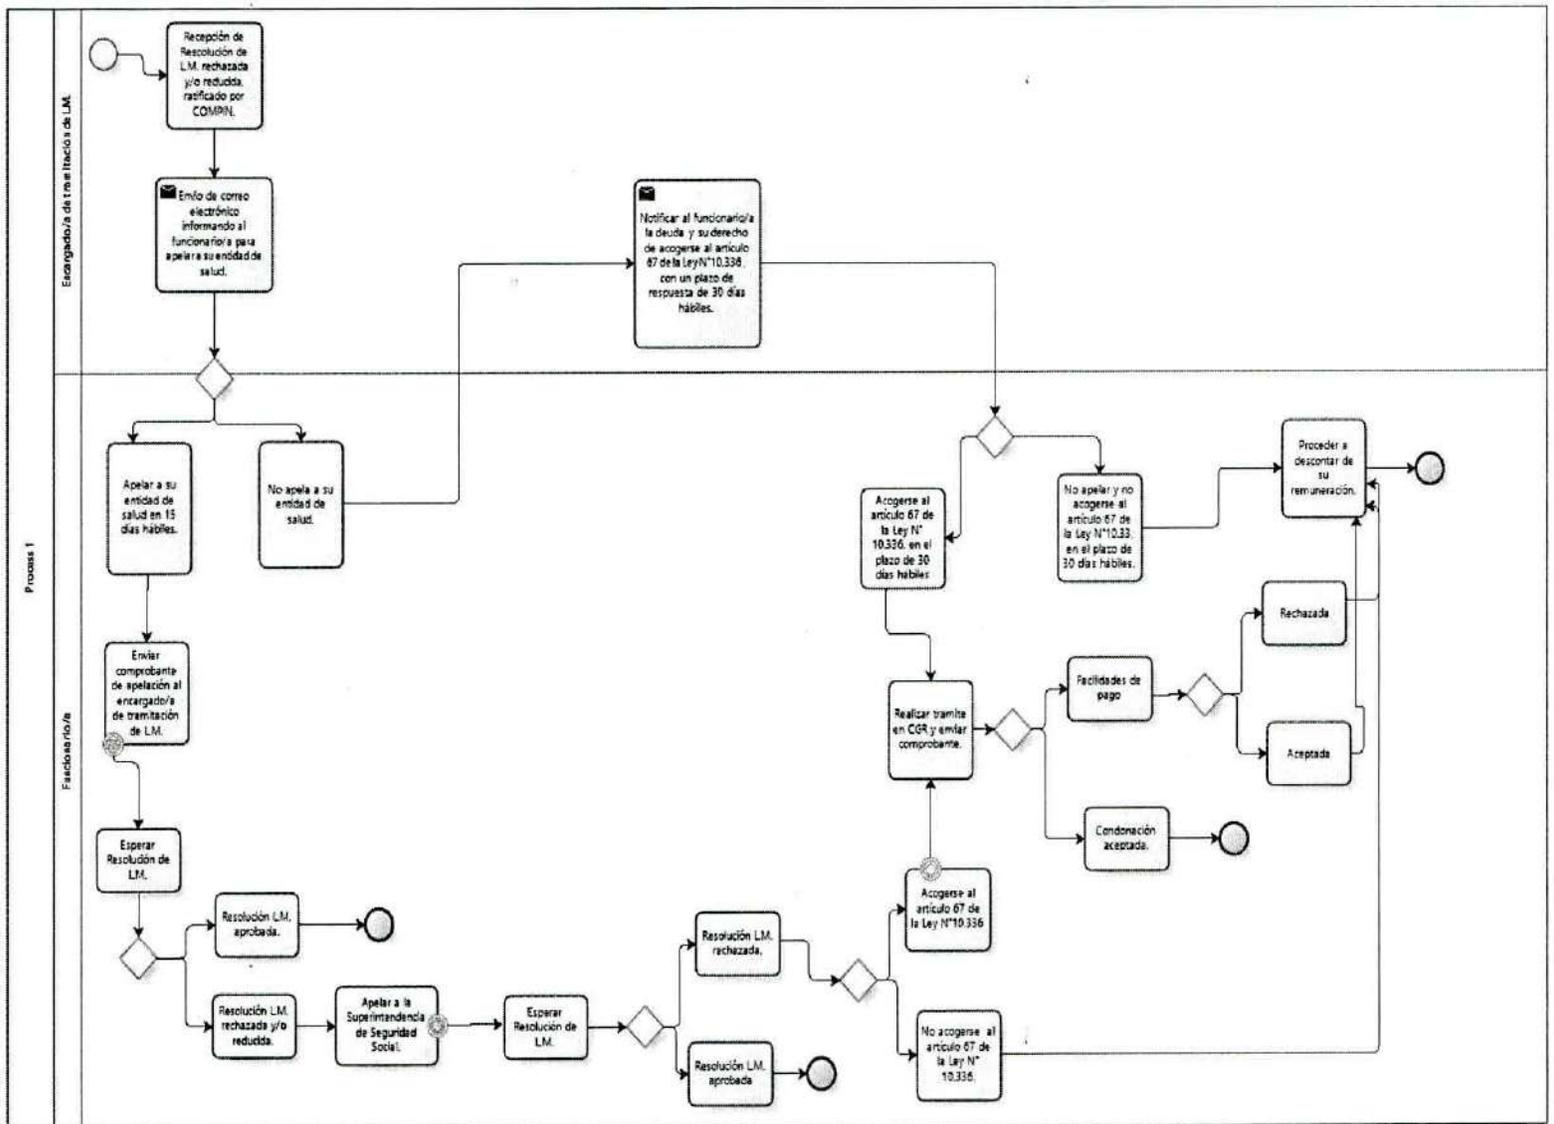 Process 1
Encargado/a de tramitación de L.M.
Funcionario/a
Recepción de
Rescolución de
L.M. rechazada
y/o reducida,
ratificado por
COMPIN.
Envío de correo
electrónico
informando al
funcionario/a para
apelar a su entidad de
salud.
Notificar al funcionario/a
la deuda y su derecho
de acogerse al artículo
67 de la Ley N°10.336,
con un plazo de
respuesta de 30 días
hábiles.
Apelar a su
entidad de
salud en 15
días hábiles.
No apela a su
entidad de
salud.
Enviar
comprobante
de apelación al
encargado/a
de tramitación
de L.M.
Esperar
Resolución de
L.M.
Resolución L.M.
aprobada.
Resolución L.M.
rechazada y/o
reducida.
Apelar a la
Superintendencia
de Seguridad
Social.
Esperar
Resolución de
L.M.
Resolución L.M.
rechazada.
Resolución L.M.
aprobada
Acogerse al
artículo 67 de
la Ley N°10.336
No acogerse al
artículo 67 de
la Ley N°
10.336.
Acogerse al
artículo 67 de
la Ley N°
10.336. en el
plazo de 30
días hábiles
No apelar y no
acogerse al
artículo 67 de
la Ley N°10.33.
en el plazo de
30 días hábiles.
Proceder a
descontar de
su
remuneración.
Realizar tramite
en CGR y enviar
comprobante.
Facilidades de
pago
Rechazada
Aceptada
Condonación
aceptada.